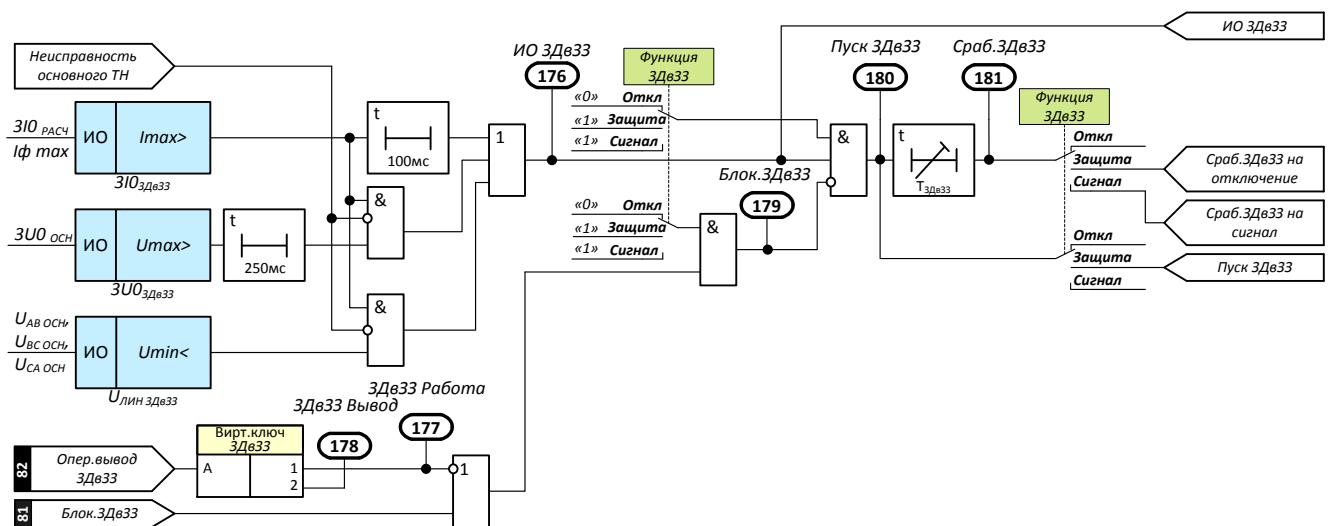 Неисправность
основного ТН
3I0 РАСЧ
Iф max
ИО
Imax>
3I0ЗДвЗЗ
3U0 ОСН
ИО
Umax>
3U0ЗДвЗЗ
UАВ ОСН,
UВС ОСН,
UСА ОСН
ИО
Umin<
UЛИН ЗДвЗЗ
t
100мс
t
250мс
&
&
1
ИО ЗДвЗЗ
176
Функция
ЗДвЗЗ
«0» Откл
«1» Защита
«1» Сигнал
Блок.ЗДвЗЗ
179
«0» Откл
«1» Защита
«1» Сигнал
&
&
Пуск ЗДвЗЗ
180
Сраб.ЗДвЗЗ
181
t
TЗДвЗЗ
Функция
ЗДвЗЗ
Откл
Защита
Сигнал
Откл
Защита
Сигнал
ИО ЗДвЗЗ
Сраб.ЗДвЗЗ на
отключение
Сраб.ЗДвЗЗ на
сигнал
Пуск ЗДвЗЗ
ЗДвЗЗ Работа
177
ЗДвЗЗ Вывод
178
82
Опер.вывод
ЗДвЗЗ
Вирт.ключ
ЗДвЗЗ
А
1
2
1
81
Блок.ЗДвЗЗ